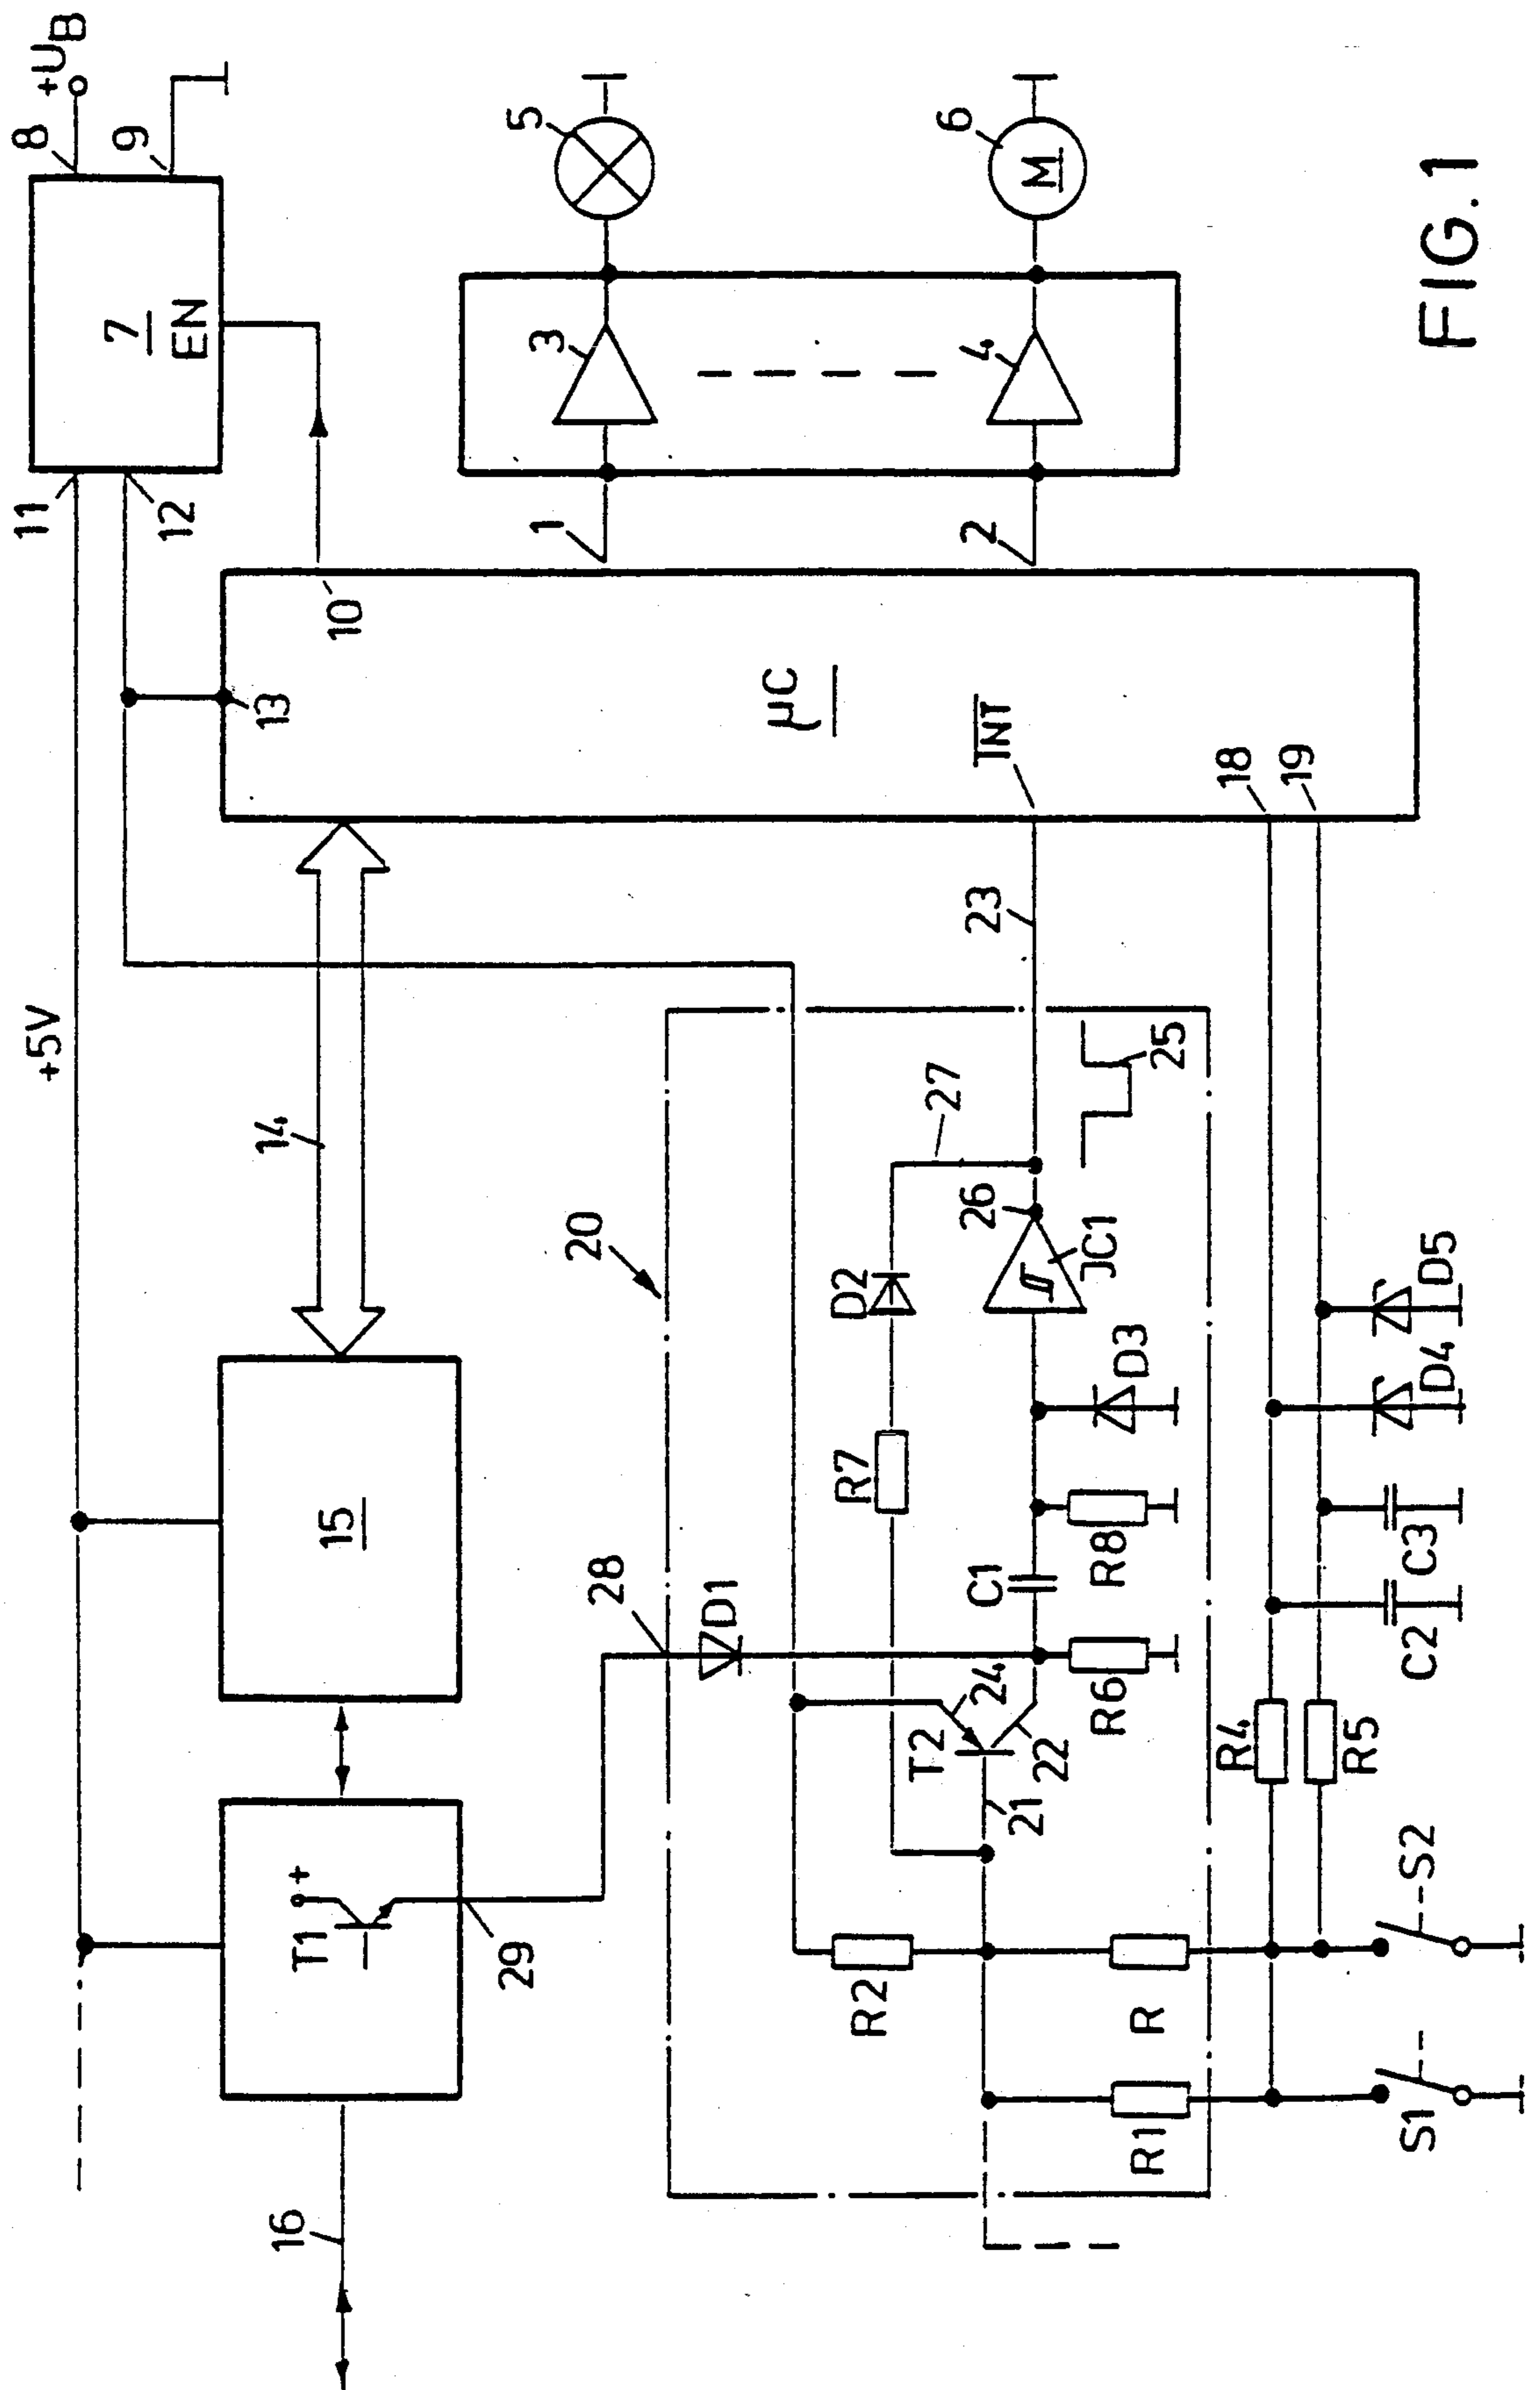 +U_B
8
9
7
EN
11
12
10
13
+5V
14
15
T1
+
29
16
5
3
1
6
M
4
2
µC
INT
18
19
23
20
28
D1
27
25
26
JC1
D2
D3
R7
R8
C1
R6
24
T2
22
21
R2
R
R1
R4
R5
D5
D4
C3
C2
S2
S1
FIG. 1